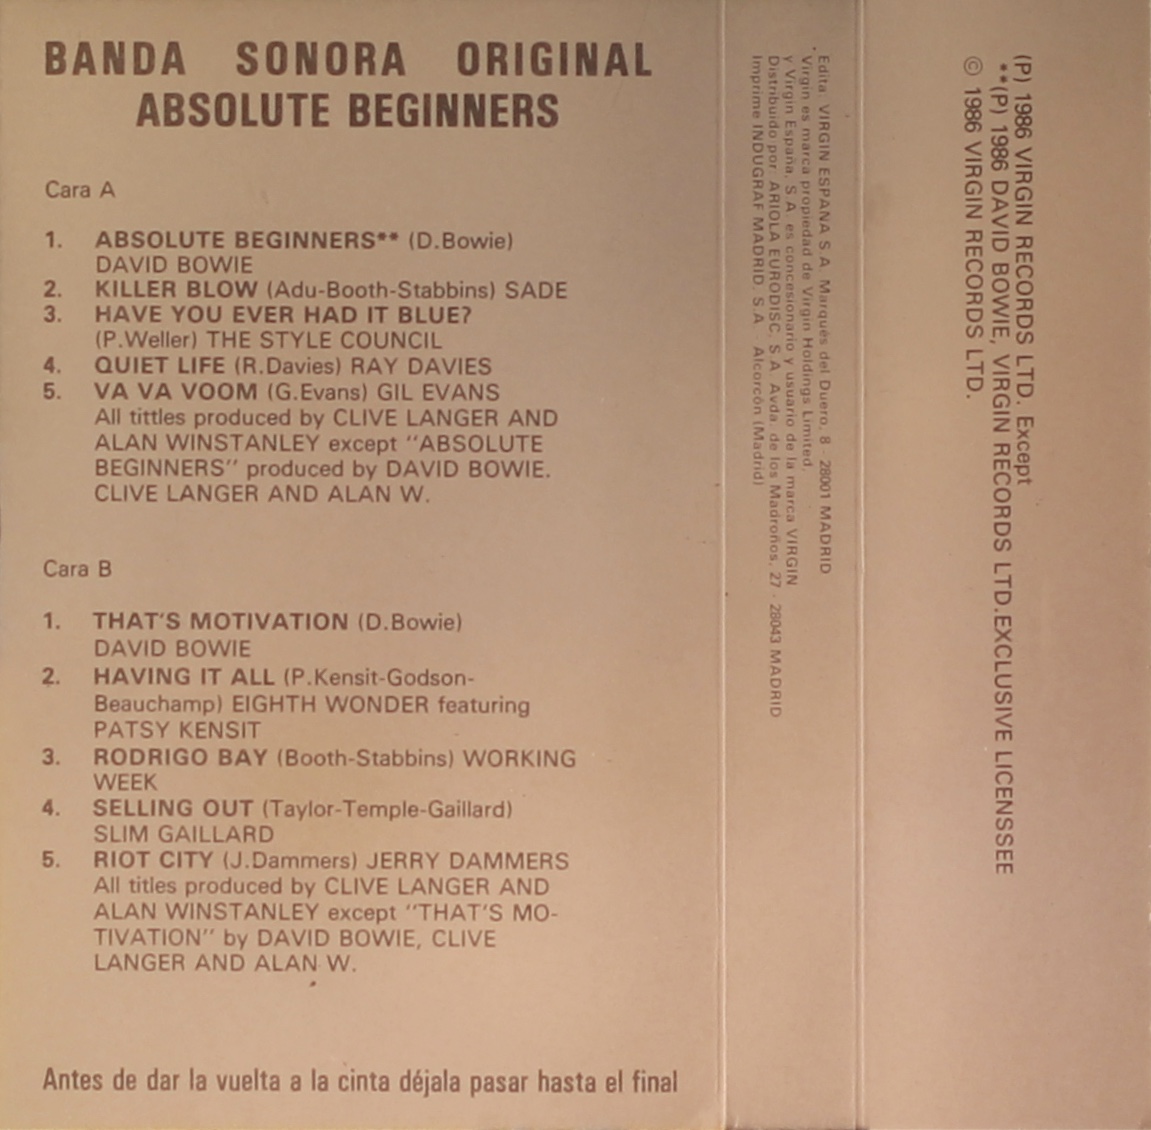 BANDA SONORA ORIGINAL
ABSOLUTE BEGINNERS
Cara A
1. ABSOLUTE BEGINNERS** (D.Bowie)
DAVID BOWIE
2. KILLER BLOW (Adu-Booth-Stabbins) SADE
3. HAVE YOU EVER HAD IT BLUE?
(P.Weller) THE STYLE COUNCIL
4. QUIET LIFE (R.Davies) RAY DAVIES
5. VA VA VOOM (G.Evans) GIL EVANS
All tittles produced by CLIVE LANGER AND
ALAN WINSTANLEY except "ABSOLUTE
BEGINNERS" produced by DAVID BOWIE.
CLIVE LANGER AND ALAN W.
Cara B
1. THAT'S MOTIVATION (D.Bowie)
DAVID BOWIE
2. HAVING IT ALL (P.Kensit-Godson-
Beauchamp) EIGHTH WONDER featuring
PATSY KENSIT
3. RODRIGO BAY (Booth-Stabbins) WORKING
WEEK
4. SELLING OUT (Taylor-Temple-Gaillard)
SLIM GAILLARD
5. RIOT CITY (J.Dammers) JERRY DAMMERS
All titles produced by CLIVE LANGER AND
ALAN WINSTANLEY except "THAT'S MO-
TIVATION" by DAVID BOWIE, CLIVE
LANGER AND ALAN W.
Antes de dar la vuelta a la cinta déjala pasar hasta el final
Edita: VIRGIN ESPAÑA S.A. Marqués del Duero, 8 - 28001 MADRID
Virgin es marca propiedad de Virgin Holdings Limited,
y Virgin España, S.A. es concesionario y usuario de la marca VIRGIN
Distribuido por: ARIOLA EURODISC, S.A. Avda. de los Madroños, 27 - 28043 MADRID
Imprime INDUGRAF MADRID, S.A. Alcorcón (Madrid)
(P) 1986 VIRGIN RECORDS LTD. Except
**(P) 1986 DAVID BOWIE, VIRGIN RECORDS LTD.EXCLUSIVE LICENSSEE
© 1986 VIRGIN RECORDS LTD.